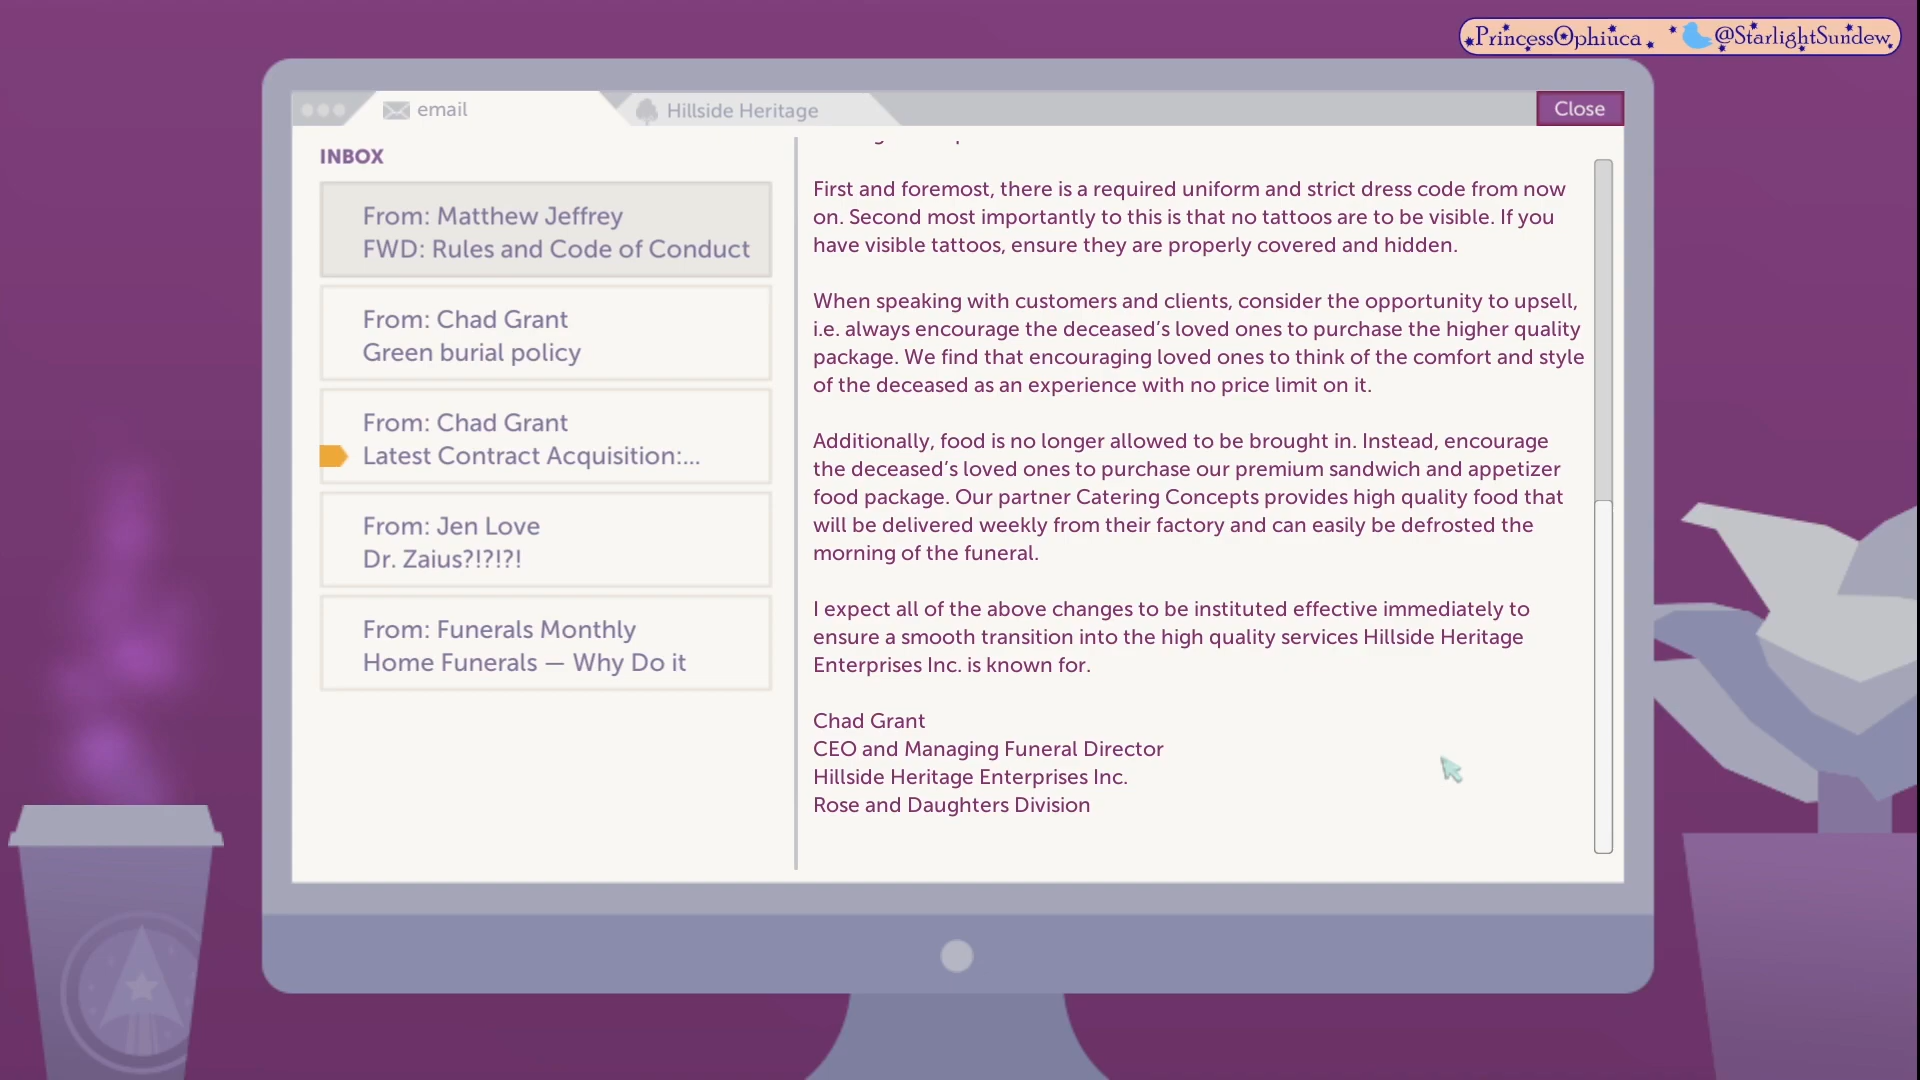 PrincessOphiuca @StarlightSundew
email
Hillside Heritage
Close
INBOX
From: Matthew Jeffrey
FWD: Rules and Code of Conduct
From: Chad Grant
Green burial policy
From: Chad Grant
Latest Contract Acquisition:...
From: Jen Love
Dr. Zaius?!?!?!
From: Funerals Monthly
Home Funerals — Why Do it
First and foremost, there is a required uniform and strict dress code from now
on. Second most importantly to this is that no tattoos are to be visible. If you
have visible tattoos, ensure they are properly covered and hidden.
When speaking with customers and clients, consider the opportunity to upsell,
i.e. always encourage the deceased’s loved ones to purchase the higher quality
package. We find that encouraging loved ones to think of the comfort and style
of the deceased as an experience with no price limit on it.
Additionally, food is no longer allowed to be brought in. Instead, encourage
the deceased’s loved ones to purchase our premium sandwich and appetizer
food package. Our partner Catering Concepts provides high quality food that
will be delivered weekly from their factory and can easily be defrosted the
morning of the funeral.
I expect all of the above changes to be instituted effective immediately to
ensure a smooth transition into the high quality services Hillside Heritage
Enterprises Inc. is known for.
Chad Grant
CEO and Managing Funeral Director
Hillside Heritage Enterprises Inc.
Rose and Daughters Division